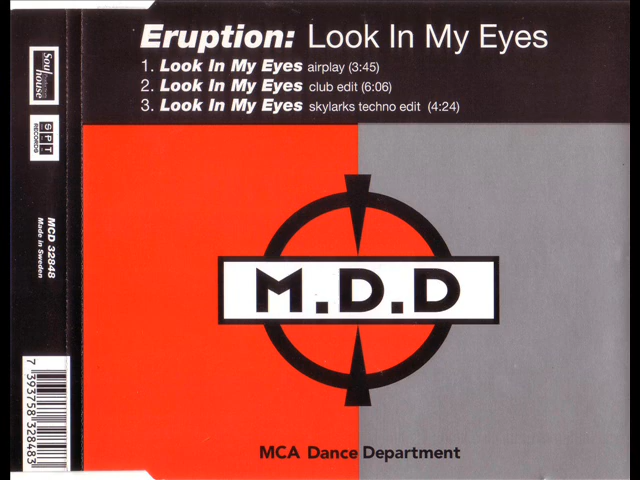 Eruption: Look In My Eyes
1. Look In My Eyes airplay (3:45)
2. Look In My Eyes club edit (6:06)
3. Look In My Eyes skylarks techno edit (4:24)
Soul
house
SPT
RECORDS
MCD 32848
Made in Sweden
7 393758 328483
M.D.D
MCA Dance Department